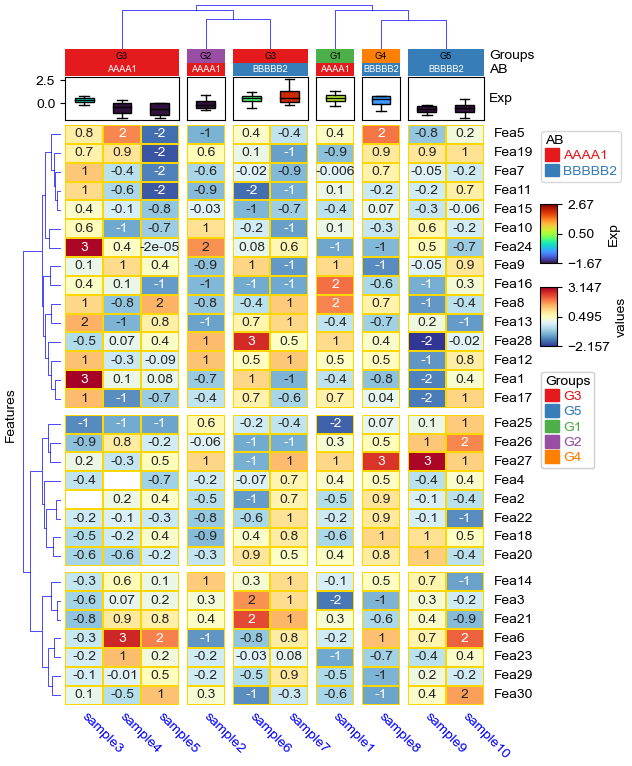 G3 G2 G3 G1 G4 G5 Groups
AAAA1 AAAA1 BBBBB2 AAAA1 BBBBB2 BBBBB2 AB
2.5
0.0
Exp
0.8 2 -2 -1 0.4 -0.4 0.4 2 -0.8 0.2 Fea5
0.7 0.9 -2 0.6 0.1 -1 -0.9 0.9 0.9 1 Fea19
1 -0.4 -2 -0.6 -0.02 -0.9 -0.006 0.7 -0.05 -0.2 Fea7
1 -0.6 -2 -0.9 -2 -1 0.1 -0.2 -0.2 0.7 Fea11
0.4 -0.1 -0.8 -0.03 -1 -0.7 -0.4 0.07 -0.3 -0.06 Fea15
0.6 -1 -0.7 1 -0.2 -1 0.1 -0.3 0.6 -0.2 Fea10
3 0.4 -2e-05 2 0.08 0.6 -1 -1 0.5 -0.7 Fea24
0.1 1 0.4 -0.9 1 -1 1 -1 -0.05 0.9 Fea9
0.4 0.1 -1 -1 -1 -1 2 -0.6 -1 0.3 Fea16
1 -0.8 2 -0.8 -0.4 1 2 0.7 -1 -0.4 Fea8
2 -1 0.8 -1 0.7 1 -0.4 -0.7 0.2 -1 Fea13
-0.5 0.07 0.4 1 3 0.5 1 0.4 -2 -0.02 Fea28
1 -0.3 -0.09 1 0.5 1 0.5 0.5 -1 0.8 Fea12
3 0.1 0.08 -0.7 1 -1 -0.4 -0.8 -2 0.4 Fea1
1 -1 -0.7 -0.4 0.7 -0.6 0.7 0.04 -2 1 Fea17
-1 -1 -1 0.6 -0.2 -0.4 -2 0.07 0.1 1 Fea25
-0.9 0.8 -0.2 -0.06 -1 -1 0.3 0.5 1 2 Fea26
0.2 -0.3 0.5 1 -1 1 1 3 3 1 Fea27
-0.4 -0.7 -0.2 -0.07 0.7 0.4 0.5 -0.4 0.4 Fea4
0.2 0.4 -0.5 -1 0.7 -0.5 0.9 -0.1 -0.4 Fea2
-0.2 -0.1 -0.3 -0.8 -0.6 1 -0.2 0.9 -0.1 -1 Fea22
-0.5 -0.2 0.4 -0.9 0.4 0.8 -0.6 1 1 0.5 Fea18
-0.6 -0.6 -0.2 -0.3 0.9 0.5 0.4 0.8 1 -0.4 Fea20
-0.3 0.6 0.1 1 0.3 1 -0.1 0.5 0.7 -1 Fea14
-0.6 0.07 0.2 0.3 2 1 -2 -1 0.3 -0.2 Fea3
-0.8 0.9 0.8 0.4 2 1 0.3 -0.6 0.4 -0.9 Fea21
-0.3 3 2 -1 -0.8 0.8 -0.2 1 0.7 2 Fea6
-0.2 1 0.2 -0.2 -0.03 0.08 -1 -0.7 -0.4 0.4 Fea23
-0.1 -0.01 0.5 -0.2 -0.5 0.9 -0.5 -1 0.2 -0.2 Fea29
0.1 -0.5 1 0.3 -1 -0.3 -0.6 -1 0.4 2 Fea30
sample3 sample4 sample5 sample2 sample6 sample7 sample1 sample8 sample9 sample10
Features
AB
AAAA1
BBBBB2
2.67
0.50
−1.67
Exp
3.147
0.495
−2.157
values
Groups
G3
G5
G1
G2
G4